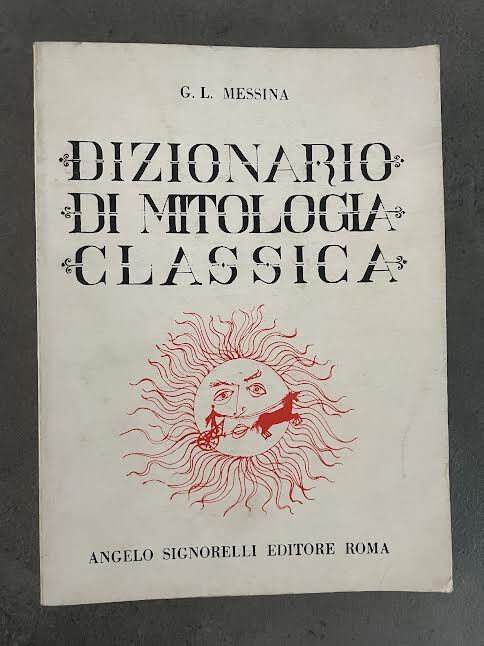 G. L. MESSINA
DIZIONARIO
DI MITOLOGIA
CLASSICA
ANGELO SIGNORELLI EDITORE ROMA